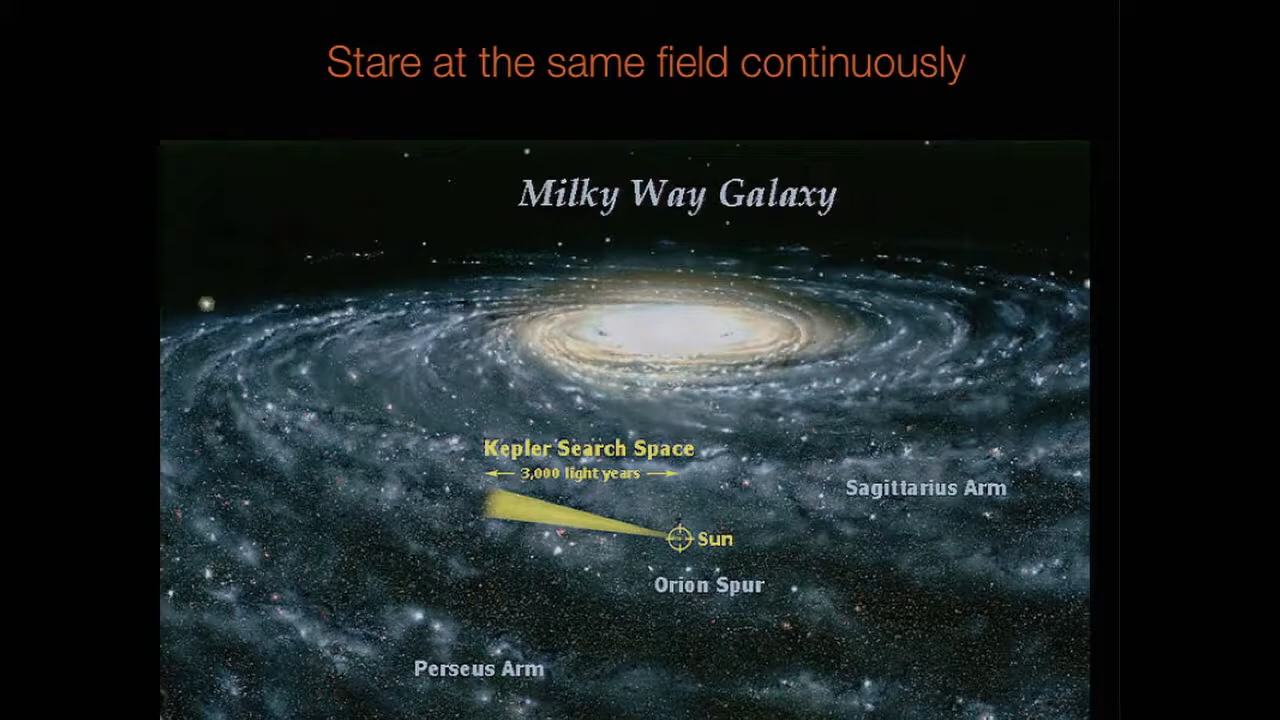 Stare at the same field continuously
Milky Way Galaxy
Kepler Search Space
3,000 light years
Sagittarius Arm
Sun
Orion Spur
Perseus Arm